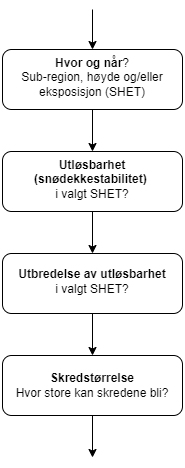 Hvor og når?
Sub-region, høyde og/eller
eksposisjon (SHET)
Utløsbarhet
(snødekkestabilitet)
i valgt SHET?
Utbredelse av utløsbarhet
i valgt SHET?
Skredstørrelse
Hvor store kan skredene bli?